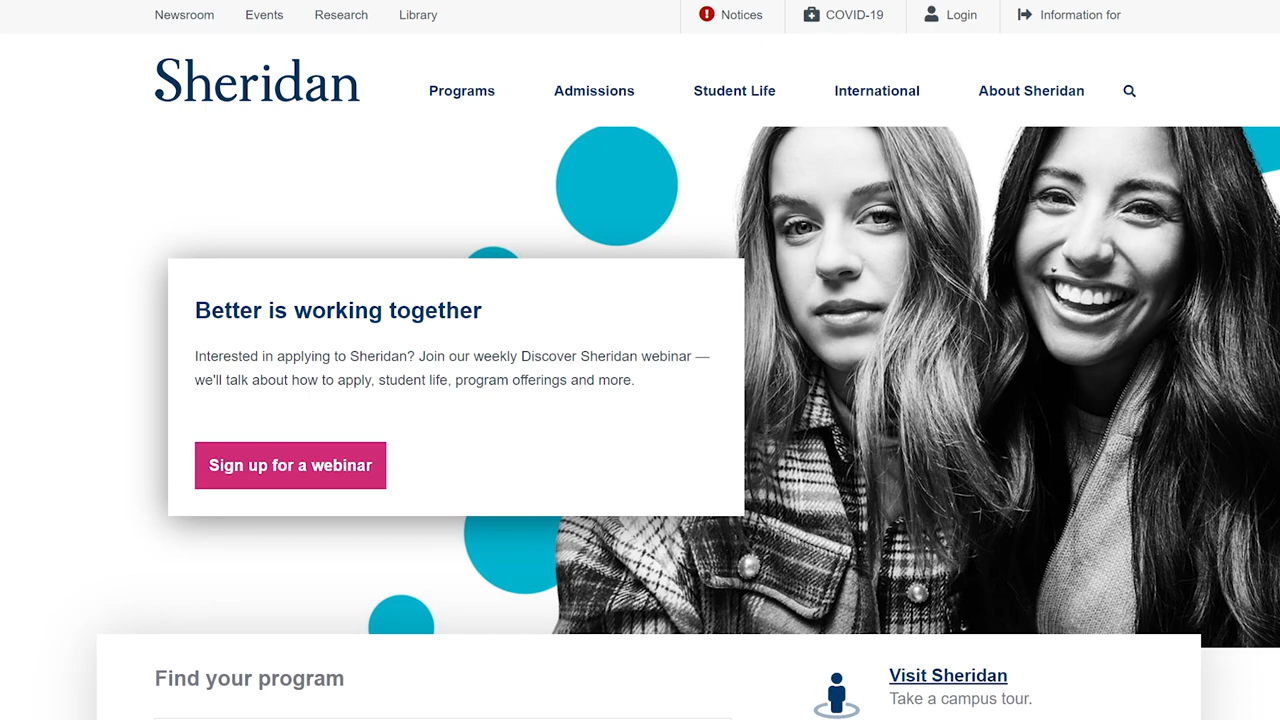 Newsroom Events Research Library Notices COVID-19 Login Information for
Sheridan Programs Admissions Student Life International About Sheridan
Better is working together
Interested in applying to Sheridan? Join our weekly Discover Sheridan webinar —
we'll talk about how to apply, student life, program offerings and more.
Sign up for a webinar
Find your program
Visit Sheridan
Take a campus tour.